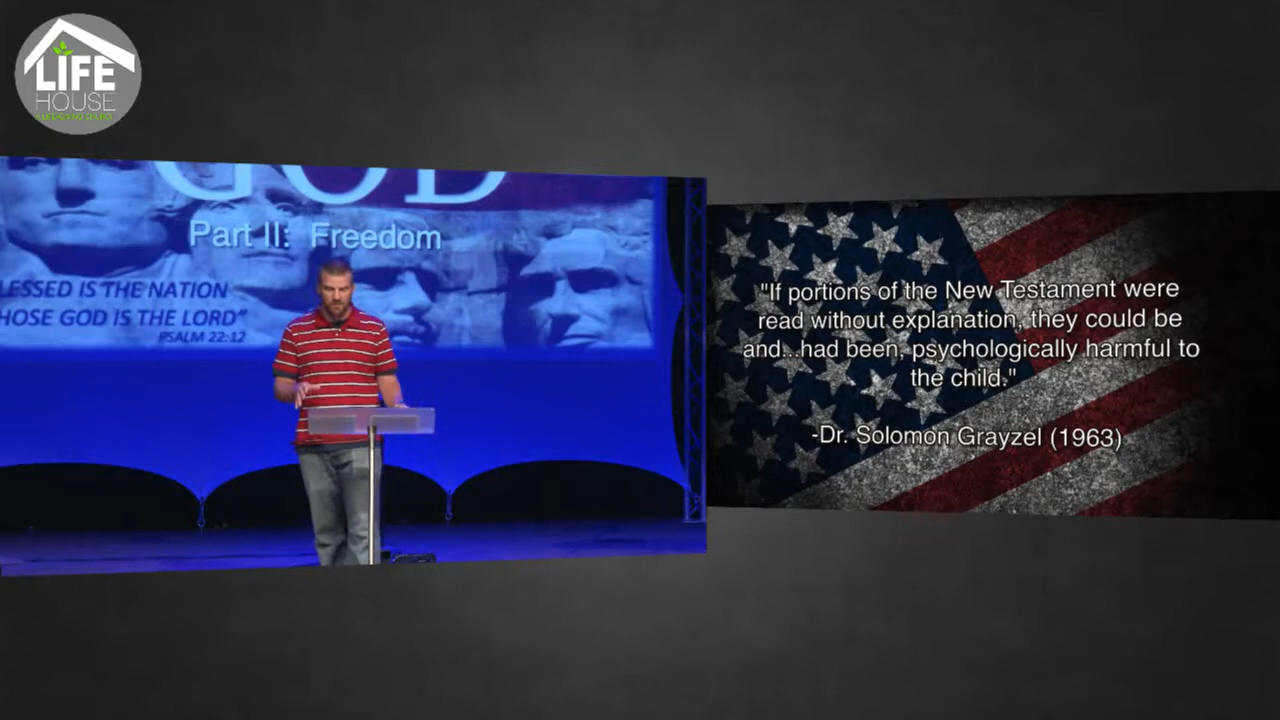 LIFE
HOUSE
GOD
Part II: Freedom
LESSED IS THE NATION
HOSE GOD IS THE LORD"
PSALM 22:12
"If portions of the New Testament were
read without explanation, they could be
and...had been, psychologically harmful to
the child."
-Dr. Solomon Grayzel (1963)